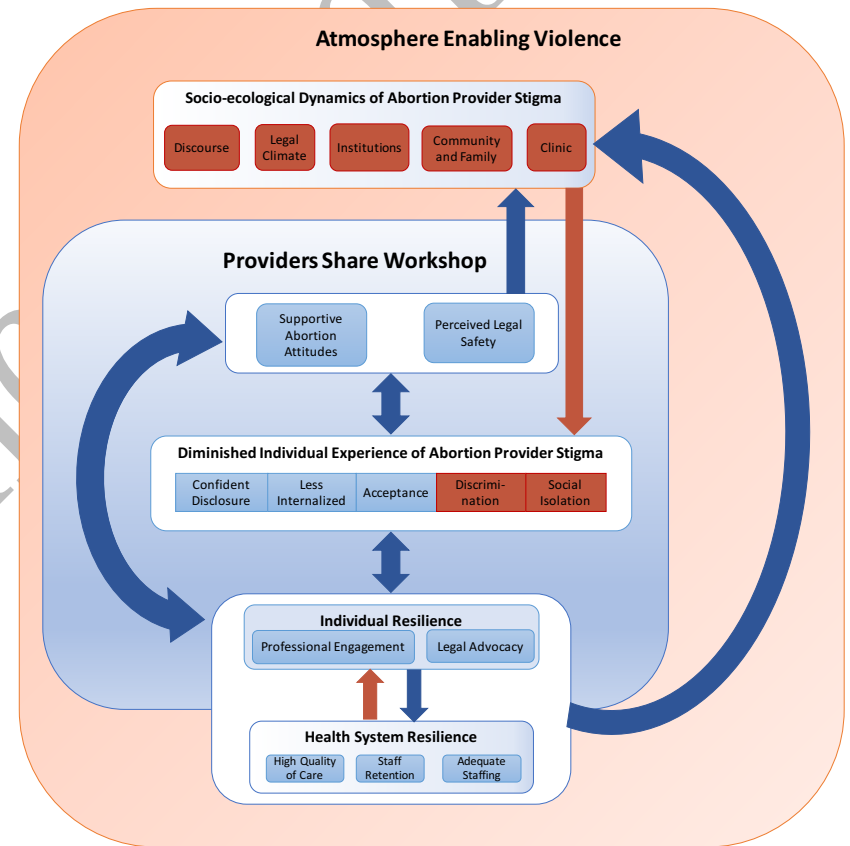 Atmosphere Enabling Violence
Socio-ecological Dynamics of Abortion Provider Stigma
Discourse
Legal
Climate
Institutions
Community
and Family
Clinic
Providers Share Workshop
Supportive
Abortion
Attitudes
Perceived Legal
Safety
Diminished Individual Experience of Abortion Provider Stigma
Confident
Disclosure
Less
Internalized
Acceptance
Discrimi-
nation
Social
Isolation
Individual Resilience
Professional Engagement
Legal Advocacy
Health System Resilience
High Quality
of Care
Staff
Retention
Adequate
Staffing